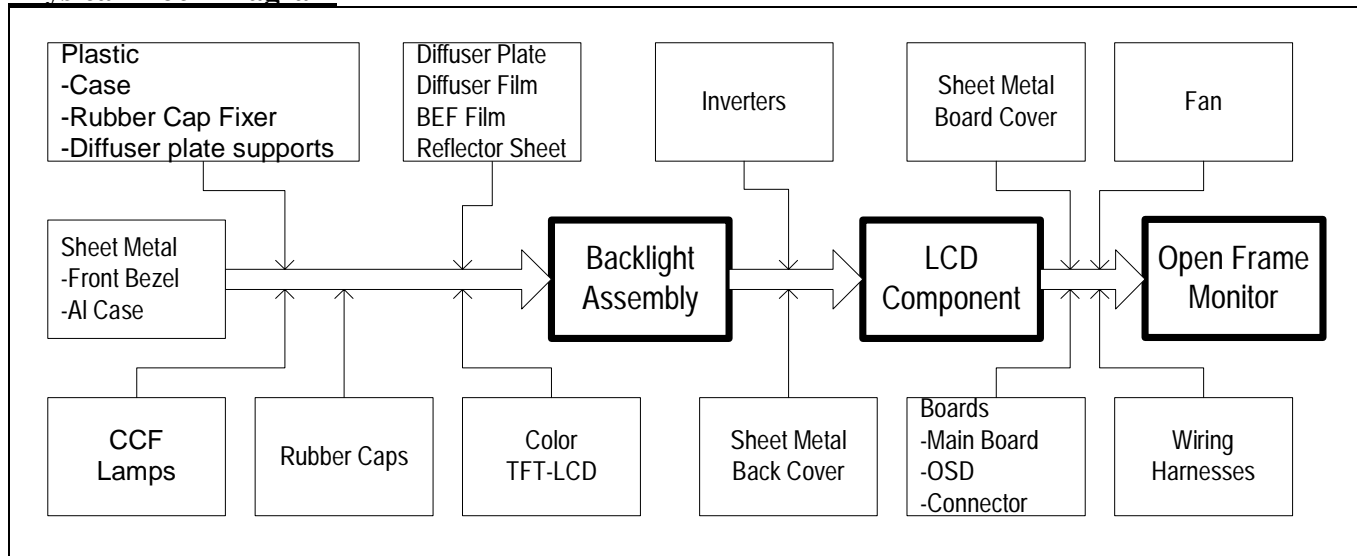 Plastic
-Case
-Rubber Cap Fixer
-Diffuser plate supports
Diffuser Plate
Diffuser Film
BEF Film
Reflector Sheet
Inverters
Sheet Metal
Board Cover
Fan
Sheet Metal
-Front Bezel
-Al Case
Backlight
Assembly
LCD
Component
Open Frame
Monitor
CCF
Lamps
Rubber Caps
Color
TFT-LCD
Sheet Metal
Back Cover
Boards
-Main Board
-OSD
-Connector
Wiring
Harnesses